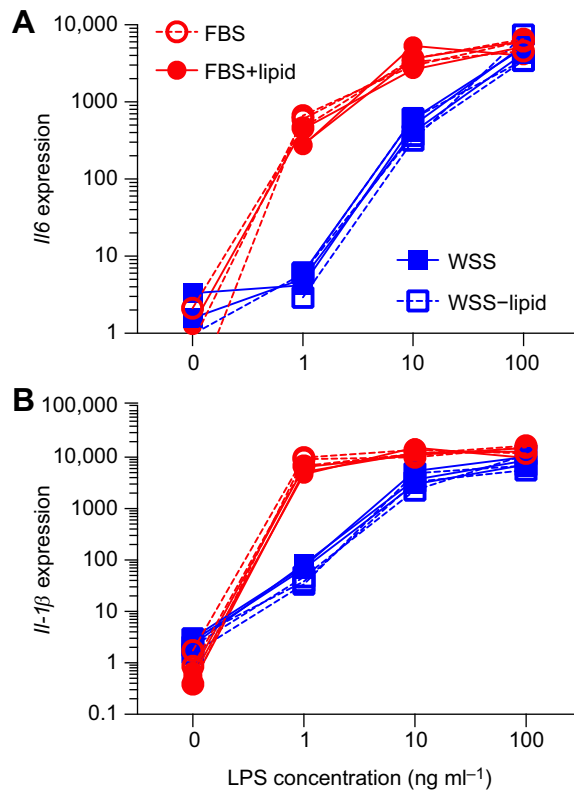 A
10,000
1000
100
10
1
Il6 expression
FBS
FBS+lipid
WSS
WSS−lipid
0 1 10 100
B
100,000
10,000
1000
100
10
1
0.1
Il-1β expression
0 1 10 100
LPS concentration (ng ml⁻¹)